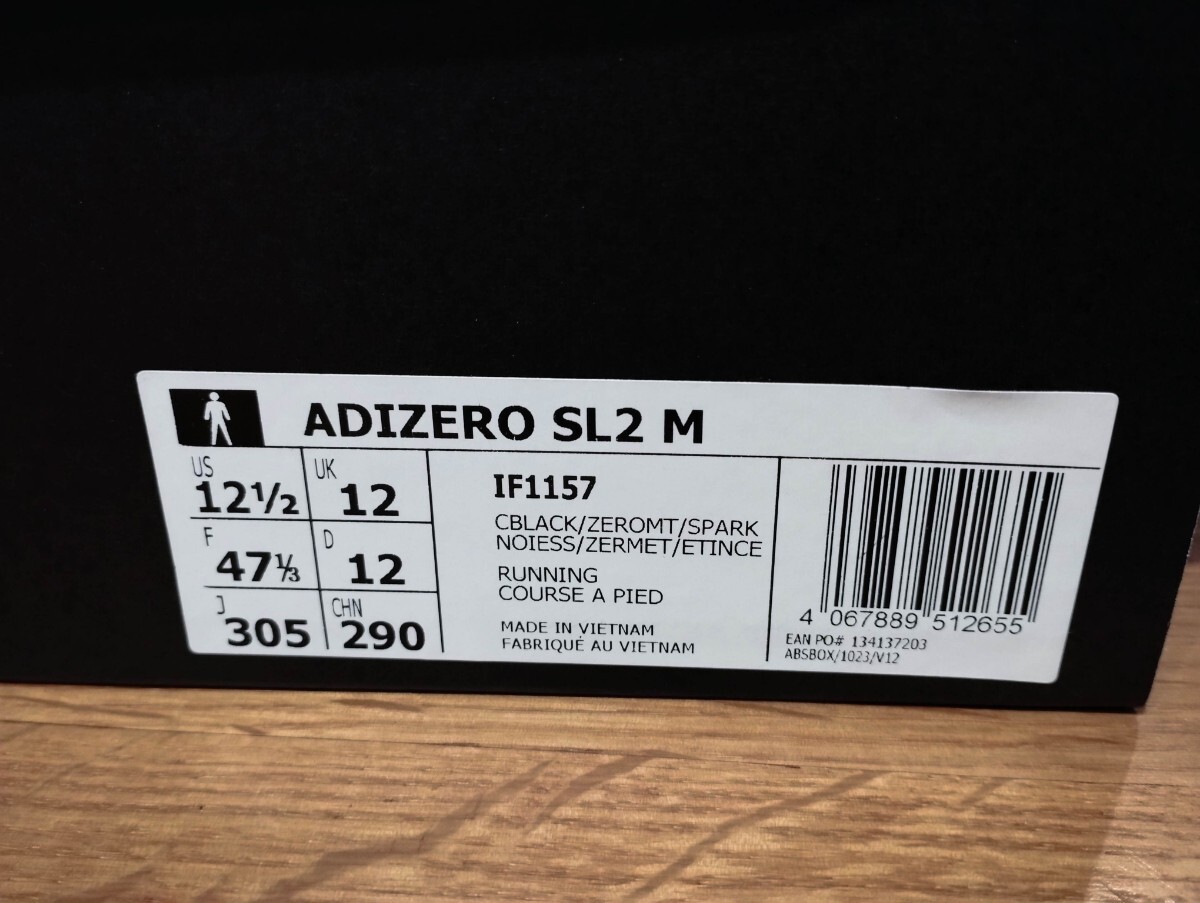 ADIZERO SL2 M
US
12½
UK
12
F
47⅓
D
12
J
305
CHN
290
IF1157
CBLACK/ZEROMT/SPARK
NOIESS/ZERMET/ETINCE
RUNNING
COURSE A PIED
MADE IN VIETNAM
FABRIQUÉ AU VIETNAM
4 067889 512655
EAN PO# 134137203
ABSBOX/1023/V12